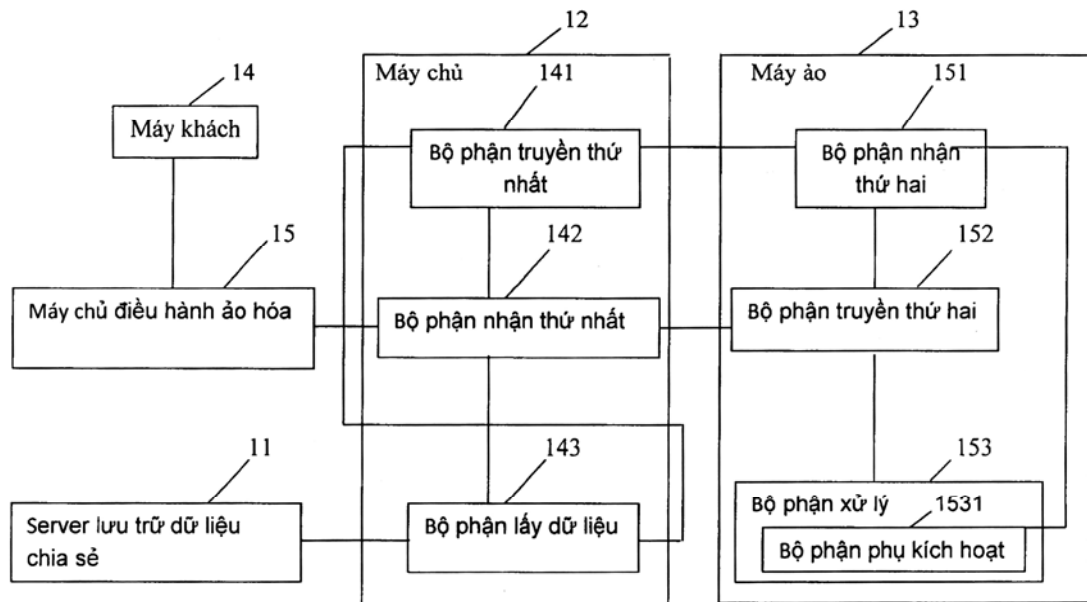 12
13
Máy chủ
Máy ảo
14
141
151
Máy khách
Bộ phận truyền thứ
nhất
Bộ phận nhận
thứ hai
15
142
152
Máy chủ điều hành ảo hóa
Bộ phận nhận thứ nhất
Bộ phận truyền thứ hai
11
143
153
Server lưu trữ dữ liệu
chia sẻ
Bộ phận lấy dữ liệu
Bộ phận xử lý
1531
Bộ phận phụ kích hoạt